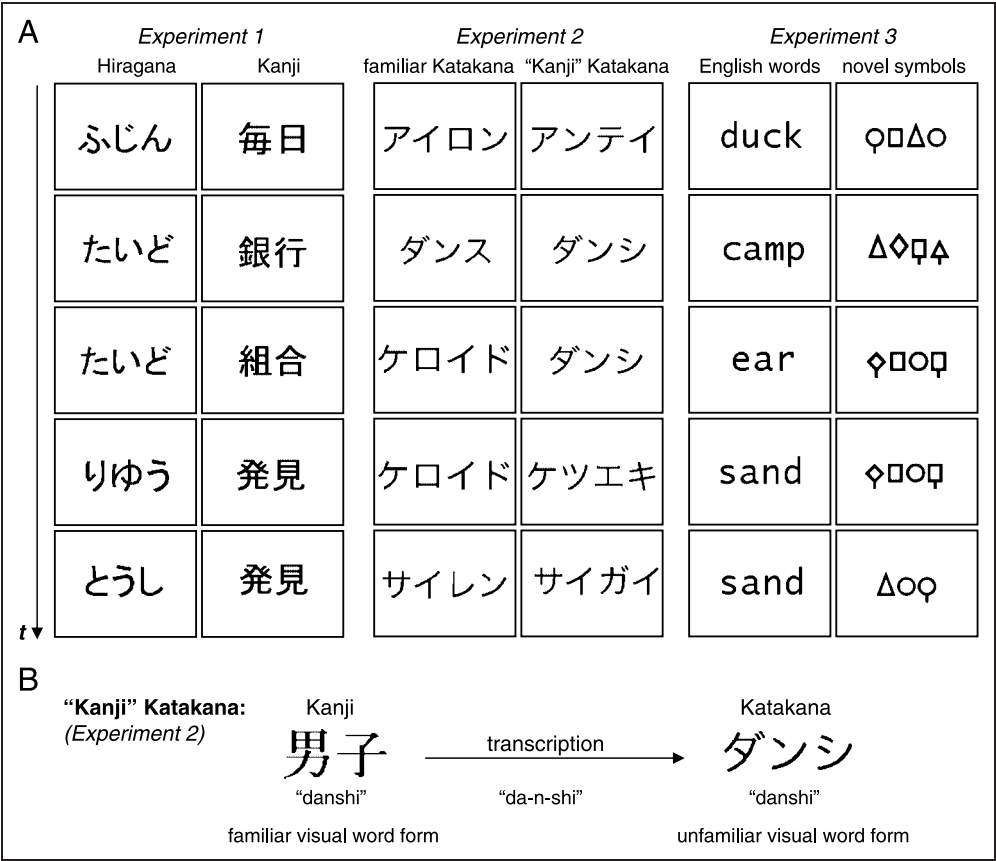 A
Experiment 1 Experiment 2 Experiment 3
Hiragana Kanji familiar Katakana “Kanji” Katakana English words novel symbols
ふじん 毎日 アイロン アンテイ duck
たいど 銀行 ダンス ダンシ camp
たいど 組合 ケロイド ダンシ ear
りゆう 発見 ケロイド ケツエキ sand
とうし 発見 サイレン サイガイ sand
t
B
“Kanji” Katakana: Kanji Katakana
(Experiment 2) 男子 transcription ダンシ
“danshi” “da-n-shi” “danshi”
familiar visual word form unfamiliar visual word form